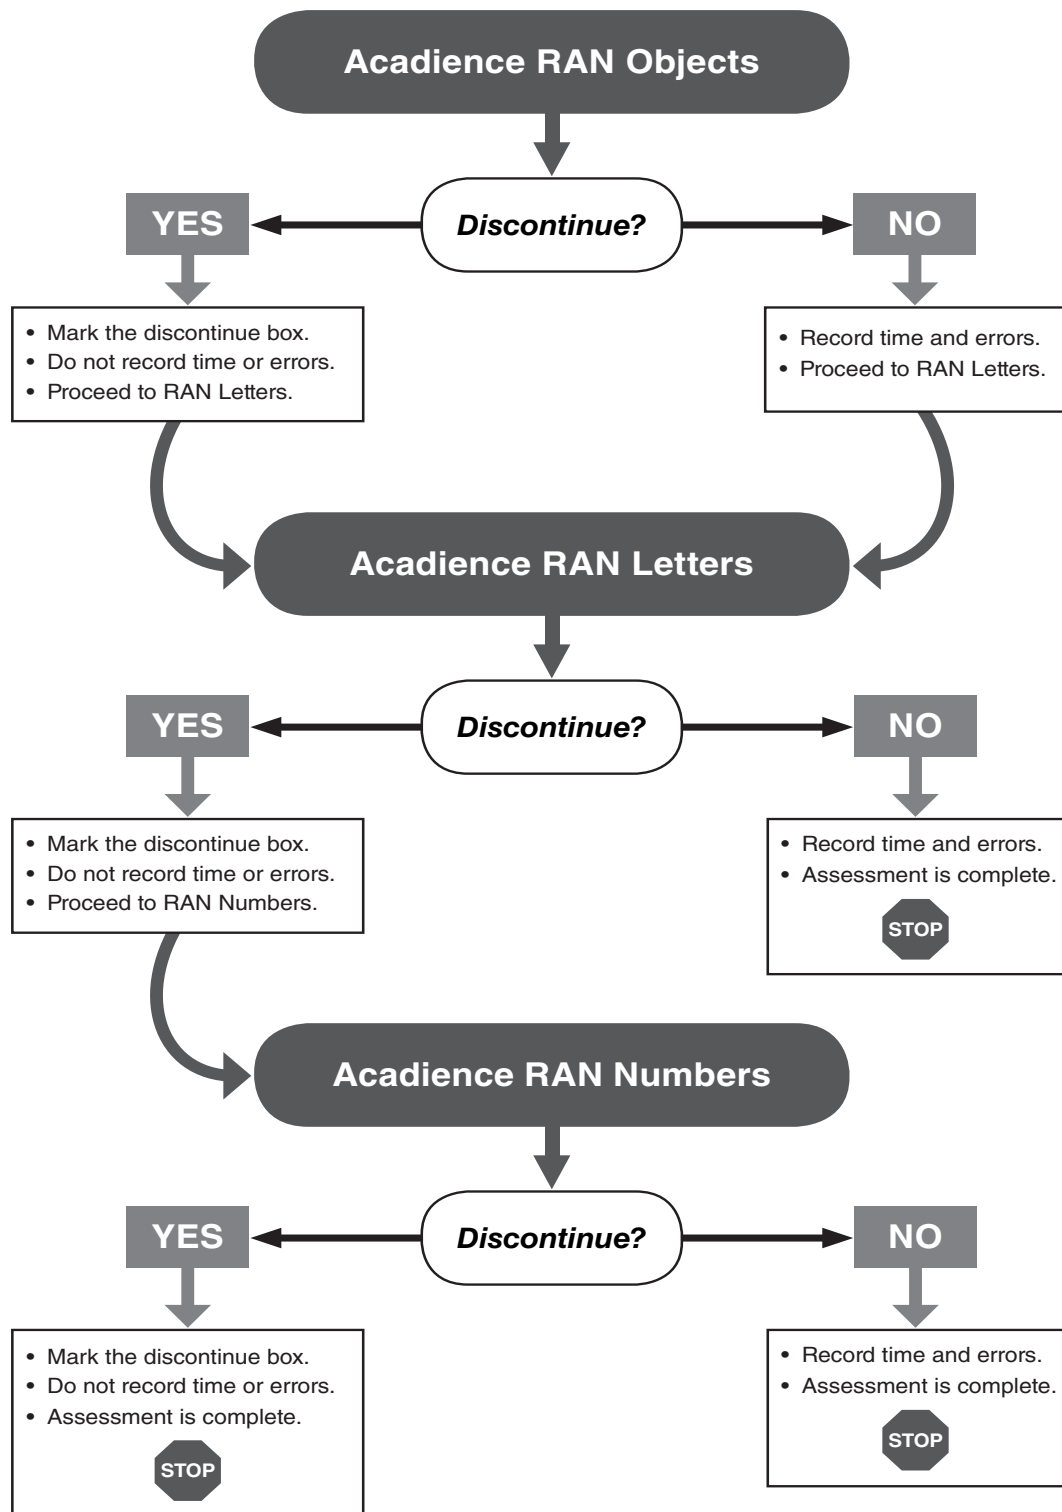 Acadience RAN Objects
Discontinue?
YES
NO
• Mark the discontinue box.
• Do not record time or errors.
• Proceed to RAN Letters.
• Record time and errors.
• Proceed to RAN Letters.
Acadience RAN Letters
Discontinue?
YES
NO
• Mark the discontinue box.
• Do not record time or errors.
• Proceed to RAN Numbers.
• Record time and errors.
• Assessment is complete.
STOP
Acadience RAN Numbers
Discontinue?
YES
NO
• Mark the discontinue box.
• Do not record time or errors.
• Assessment is complete.
STOP
• Record time and errors.
• Assessment is complete.
STOP